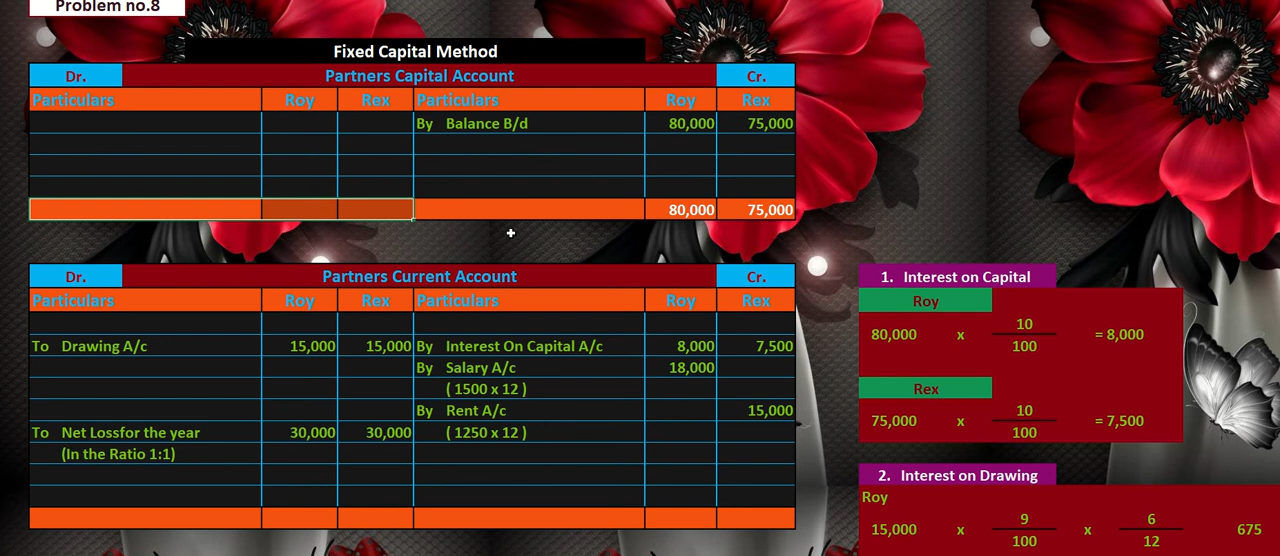 Problem no.8
Fixed Capital Method
Dr. Partners Capital Account Cr.
Particulars Roy Rex Particulars Roy Rex
By Balance B/d 80,000 75,000
80,000 75,000
Dr. Partners Current Account Cr.
Particulars Roy Rex Particulars Roy Rex
To Drawing A/c 15,000 15,000 By Interest On Capital A/c 8,000 7,500
By Salary A/c 18,000
( 1500 x 12 )
By Rent A/c 15,000
To Net Lossfor the year 30,000 30,000 ( 1250 x 12 )
(In the Ratio 1:1)
1. Interest on Capital
Roy
80,000 x 10 = 8,000
100
Rex
75,000 x 10 = 7,500
100
2. Interest on Drawing
Roy
15,000 x 9 x 6 675
100 12